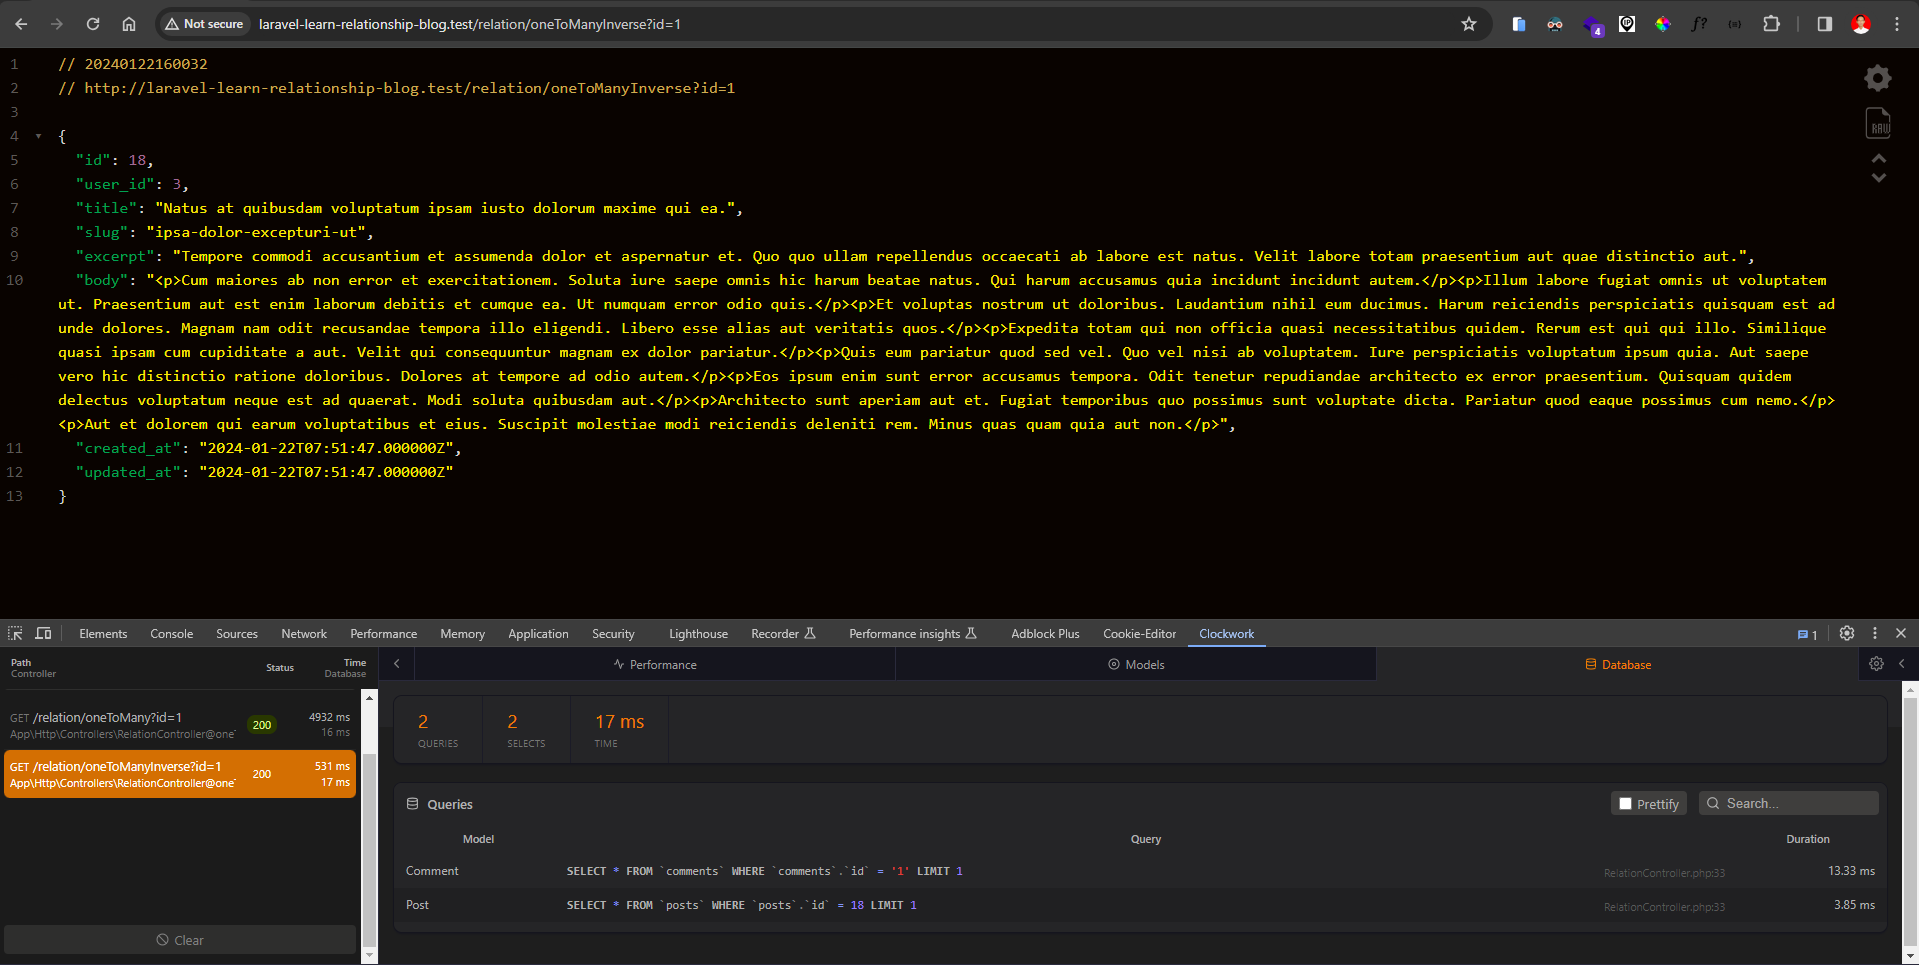 Not secure
laravel-learn-relationship-blog.test/relation/oneToManyInverse?id=1
4
1 // 20240122160032
2 // http://laravel-learn-relationship-blog.test/relation/oneToManyInverse?id=1
3
4 {
5 "id": 18,
6 "user_id": 3,
7 "title": "Natus at quibusdam voluptatum ipsam iusto dolorum maxime qui ea.",
8 "slug": "ipsa-dolor-excepturi-ut",
9 "excerpt": "Tempore commodi accusantium et assumenda dolor et aspernatur et. Quo quo ullam repellendus occaecati ab labore est natus. Velit labore totam praesentium aut quae distinctio aut.",
10 "body": "<p>Cum maiores ab non error et exercitationem. Soluta iure saepe omnis hic harum beatae natus. Qui harum accusamus quia incidunt incidunt autem.</p><p>Illum labore fugiat omnis ut voluptatem
ut. Praesentium aut est enim laborum debitis et cumque ea. Ut numquam error odio quis.</p><p>Et voluptas nostrum ut doloribus. Laudantium nihil eum ducimus. Harum reiciendis perspiciatis quisquam est ad
unde dolores. Magnam nam odit recusandae tempora illo eligendi. Libero esse alias aut veritatis quos.</p><p>Expedita totam qui non officia quasi necessitatibus quidem. Rerum est qui qui illo. Similique
quasi ipsam cum cupiditate a aut. Velit qui consequuntur magnam ex dolor pariatur.</p><p>Quis eum pariatur quod sed vel. Quo vel nisi ab voluptatem. Iure perspiciatis voluptatum ipsum quia. Aut saepe
vero hic distinctio ratione doloribus. Dolores at tempore ad odio autem.</p><p>Eos ipsum enim sunt error accusamus tempora. Odit tenetur repudiandae architecto ex error praesentium. Quisquam quidem
delectus voluptatum neque est ad quaerat. Modi soluta quibusdam aut.</p><p>Architecto sunt aperiam aut et. Fugiat temporibus quo possimus sunt voluptate dicta. Pariatur quod eaque possimus cum nemo.</p>
<p>Aut et dolorem qui earum voluptatibus et eius. Suscipit molestiae modi reiciendis deleniti rem. Minus quas quam quia aut non.</p>",
11 "created_at": "2024-01-22T07:51:47.000000Z",
12 "updated_at": "2024-01-22T07:51:47.000000Z"
13 }
RAW
Elements Console Sources Network Performance Memory Application Security Lighthouse Recorder Performance insights Adblock Plus Cookie-Editor Clockwork 1
Path Status Time
Controller Database
Performance Models Database
GET /relation/oneToMany?id=1 200 4932 ms
App\Http\Controllers\RelationController@one 16 ms
GET /relation/oneToManyInverse?id=1 200 531 ms
App\Http\Controllers\RelationController@one 17 ms
Clear
2 2 17 ms
QUERIES SELECTS TIME
Queries Prettify Search...
Model Query Duration
Comment SELECT * FROM `comments` WHERE `comments`.`id` = '1' LIMIT 1 RelationController.php:33 13.33 ms
Post SELECT * FROM `posts` WHERE `posts`.`id` = 18 LIMIT 1 RelationController.php:33 3.85 ms